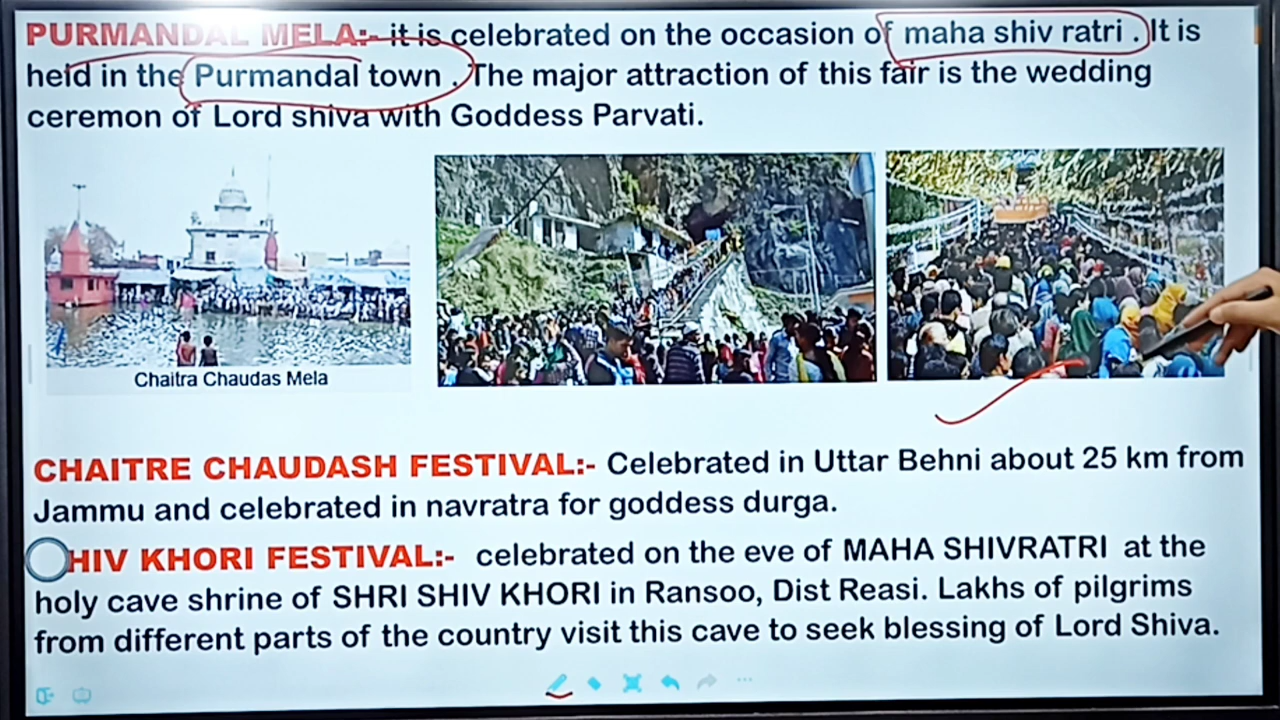 PURMANDAL MELA:- it is celebrated on the occasion of maha shiv ratri . It is
held in the Purmandal town . The major attraction of this fair is the wedding
ceremon of Lord shiva with Goddess Parvati.
Chaitra Chaudas Mela
CHAITRE CHAUDASH FESTIVAL:- Celebrated in Uttar Behni about 25 km from
Jammu and celebrated in navratra for goddess durga.
HIV KHORI FESTIVAL:- celebrated on the eve of MAHA SHIVRATRI at the
holy cave shrine of SHRI SHIV KHORI in Ransoo, Dist Reasi. Lakhs of pilgrims
from different parts of the country visit this cave to seek blessing of Lord Shiva.